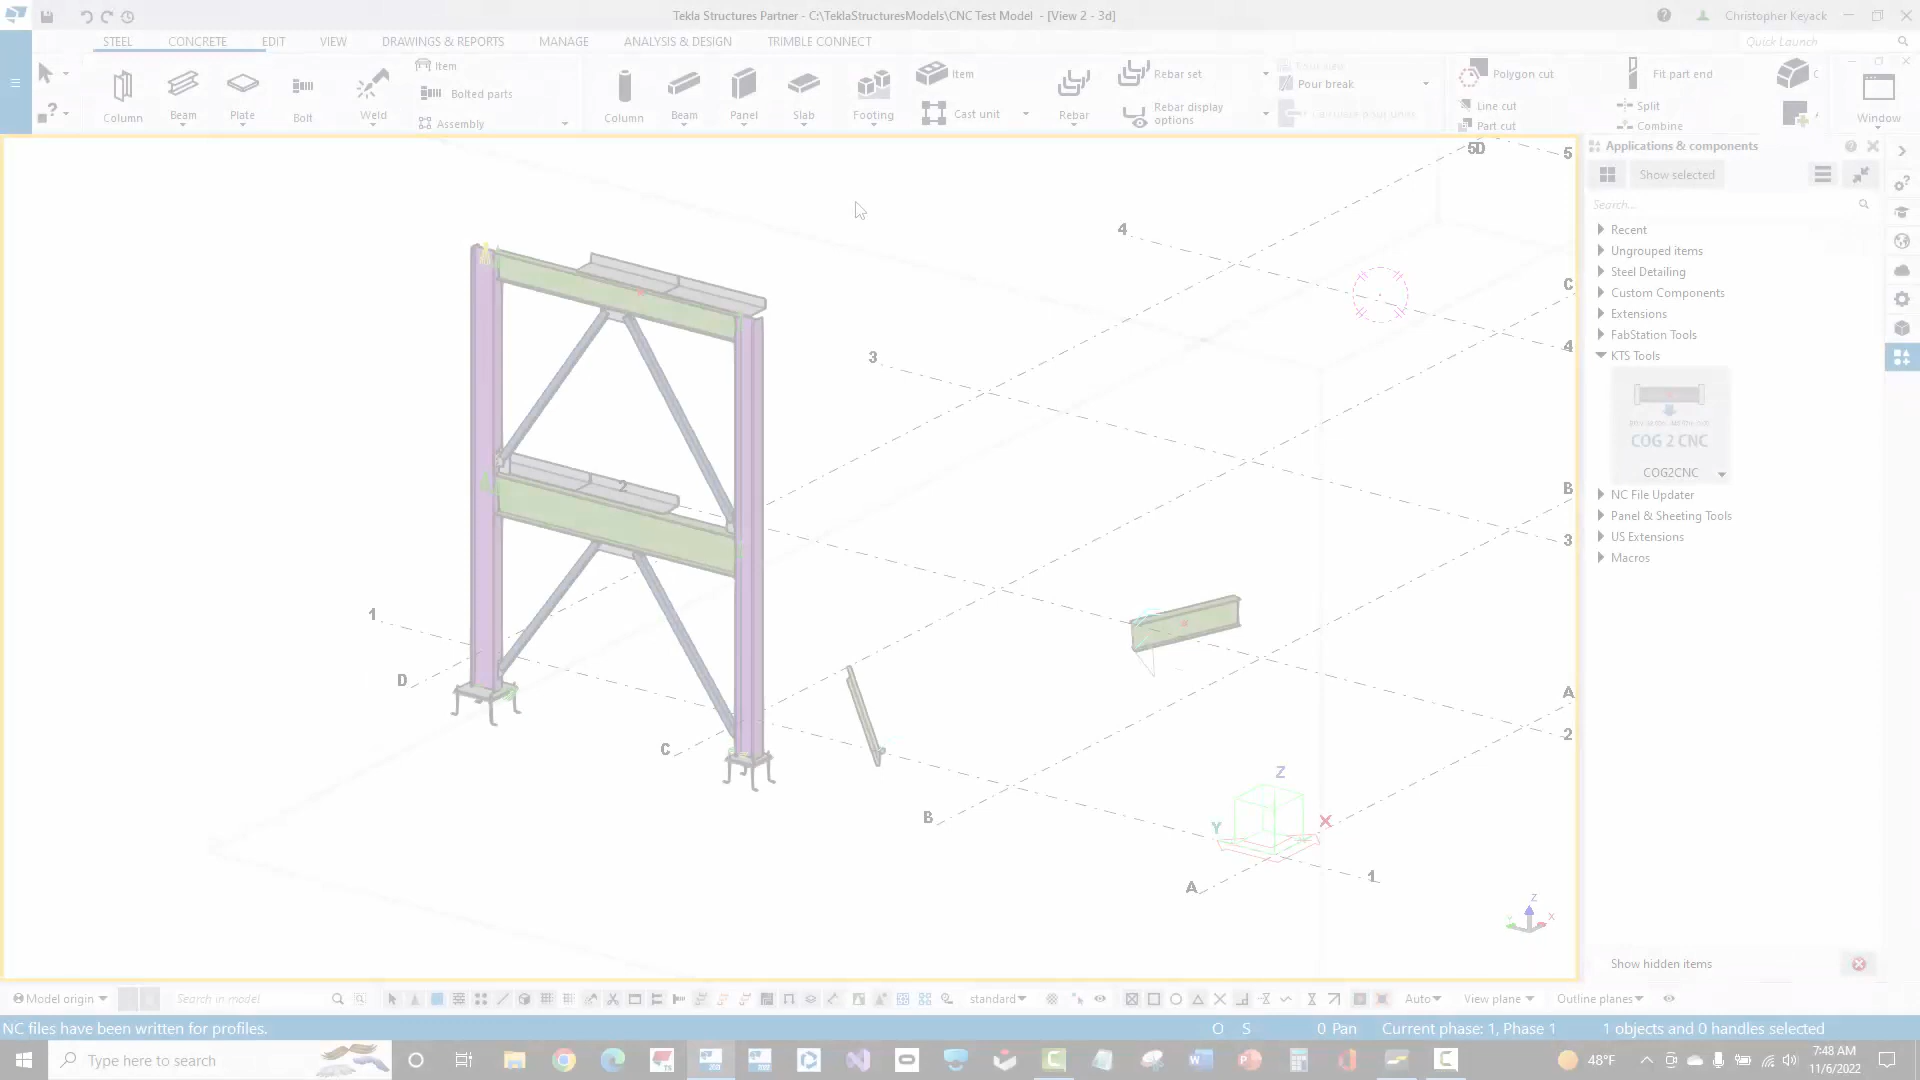 Tekla Structures Partner - C:\TeklaStructuresModels\CNC Test Model - [View 2 - 3d]
Christopher Keyack
STEEL CONCRETE EDIT VIEW DRAWINGS & REPORTS MANAGE ANALYSIS & DESIGN TRIMBLE CONNECT
Quick Launch
Column
Beam
Plate
Bolt
Weld
Item
Bolted parts
Assembly
Column
Beam
Panel
Slab
Footing
Item
Cast unit
Rebar
Rebar set
Rebar display
options
Pour break
Polygon cut
Line cut
Part cut
Fit part end
Split
Combine
Window
Applications & components
Show selected
Search...
Recent
Ungrouped items
Steel Detailing
Custom Components
Extensions
FabStation Tools
KTS Tools
COG 2 CNC
COG2CNC
NC File Updater
Panel & Sheeting Tools
US Extensions
Macros
Show hidden items
5D
5
4
C
3
4
2
B
3
1
D
A
C
2
B
Z
Y
X
A
1
Z
Y
X
Model origin
Search in model
standard
Auto
View plane
Outline planes
NC files have been written for profiles.
O S 0 Pan Current phase: 1, Phase 1 1 objects and 0 handles selected
Type here to search
48°F
7:48 AM
11/6/2022